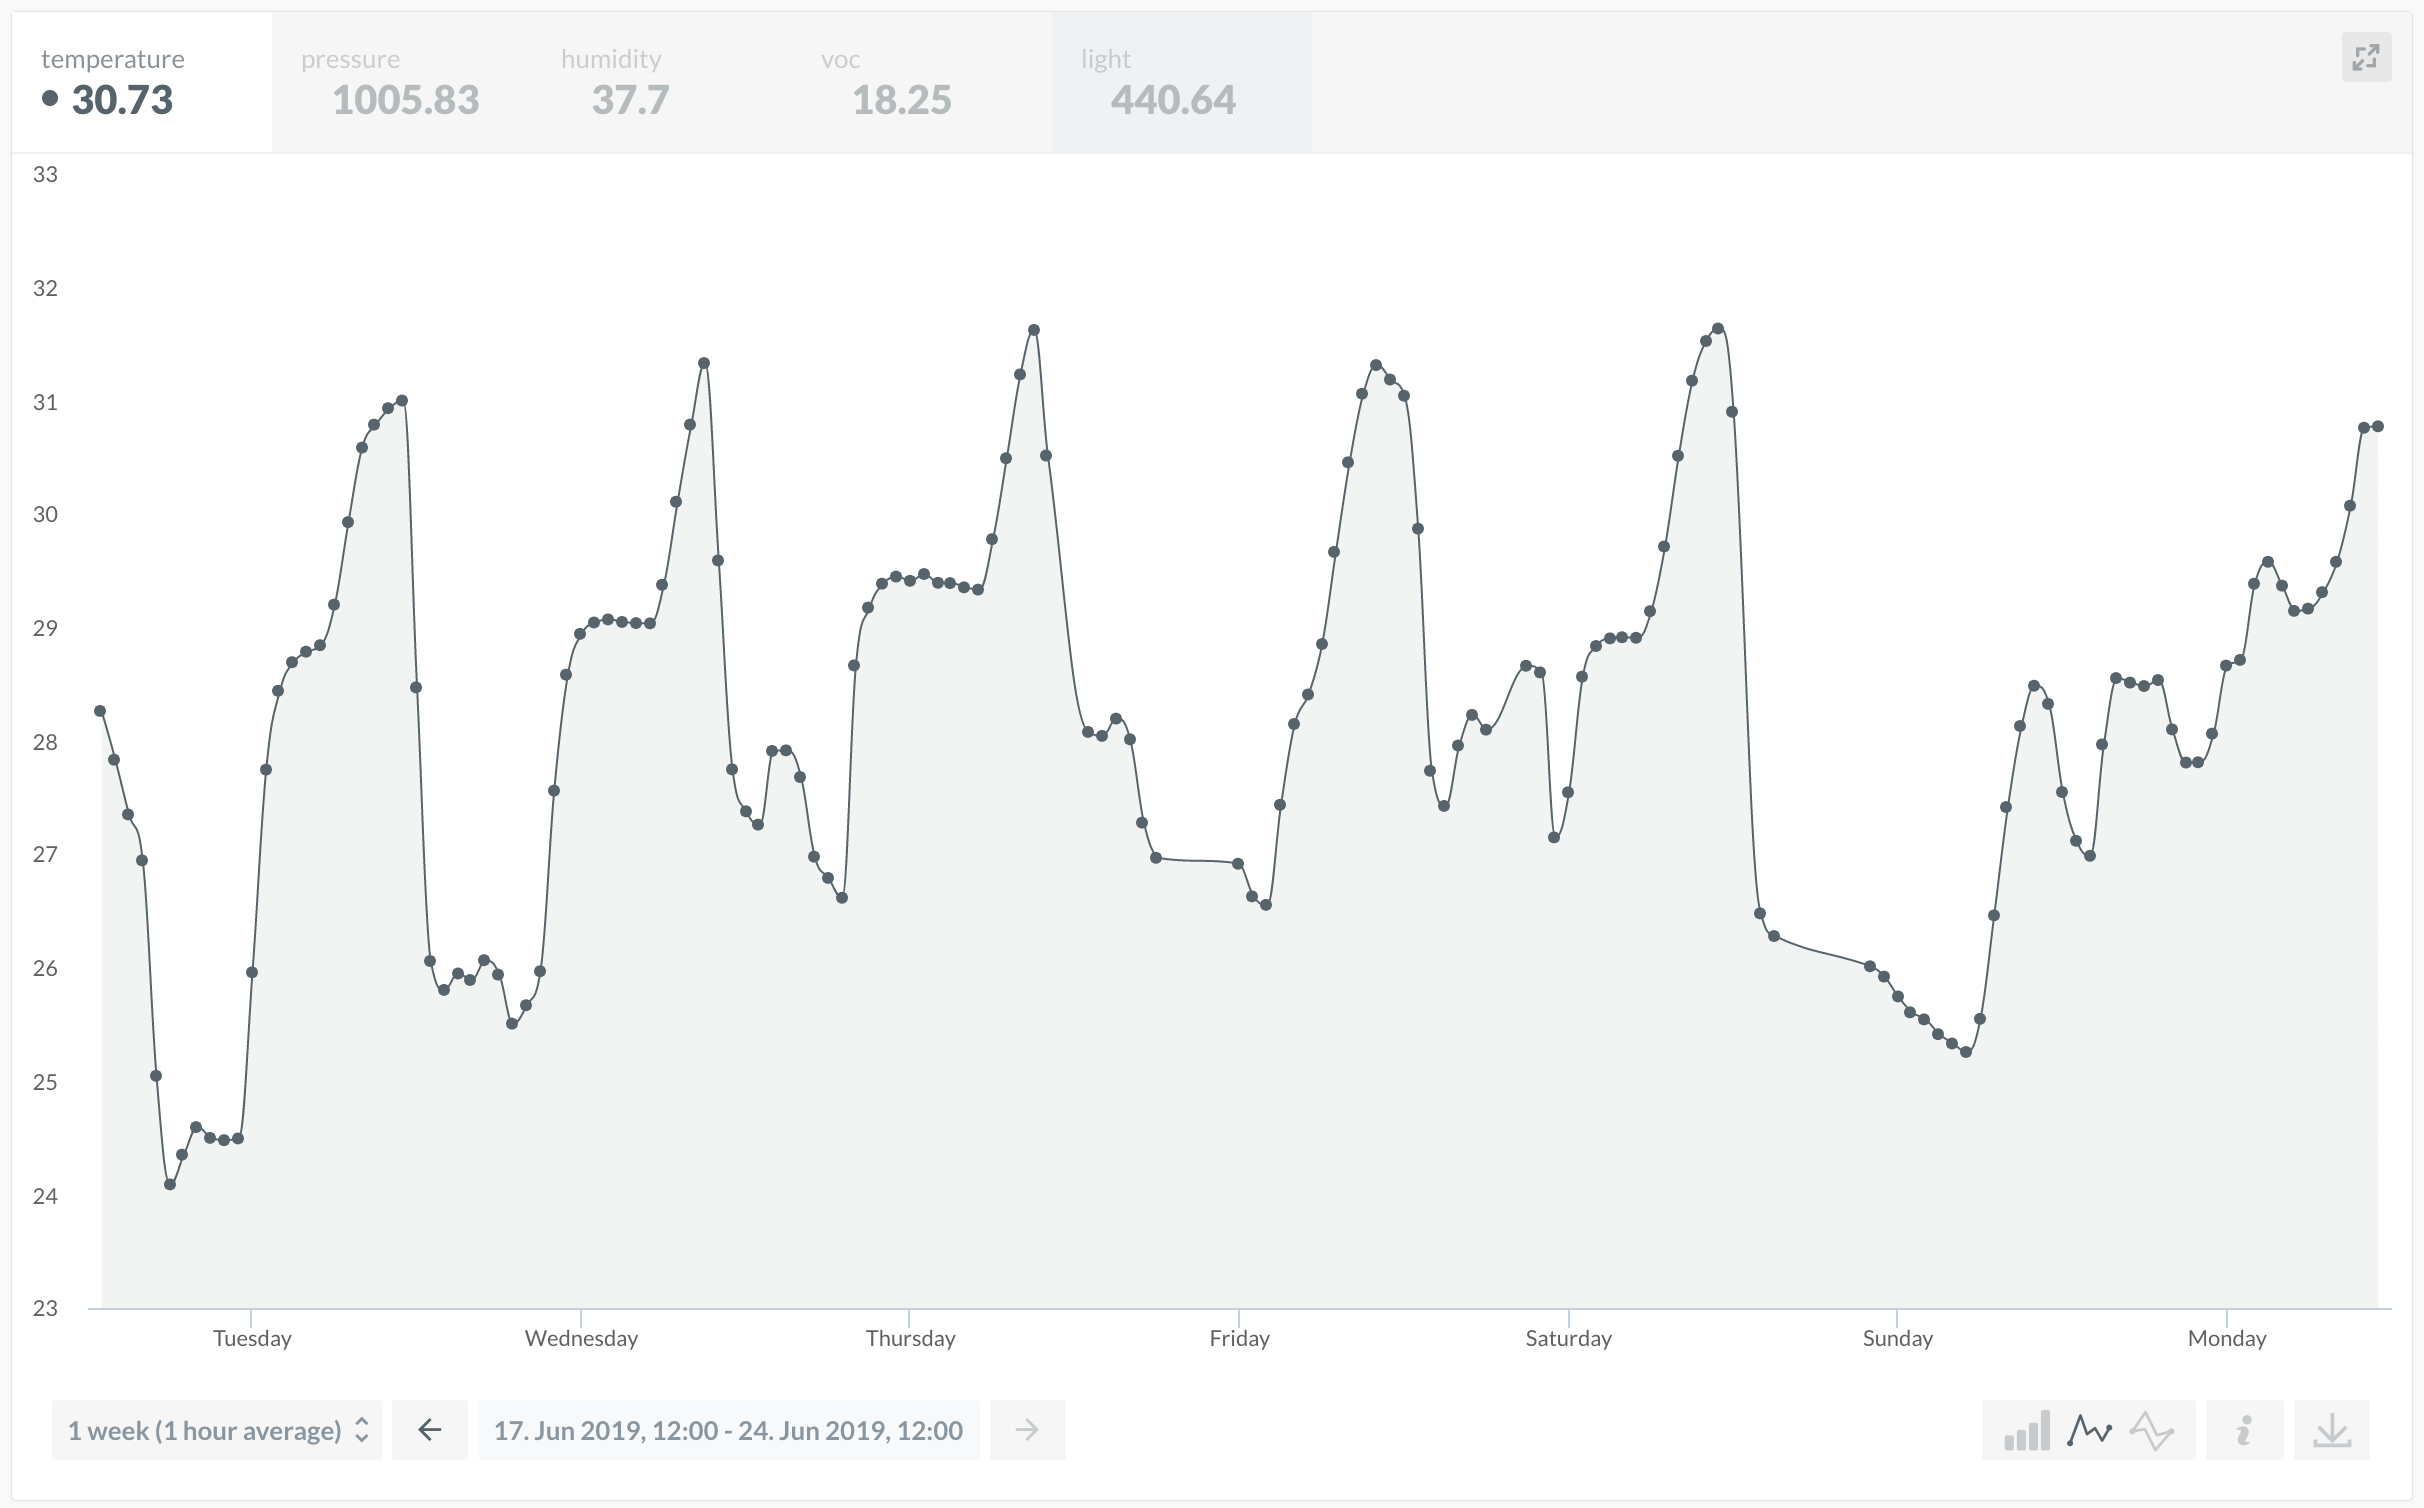 temperature pressure humidity voc light
30.73 1005.83 37.7 18.25 440.64
33
32
31
30
29
28
27
26
25
24
23
Tuesday Wednesday Thursday Friday Saturday Sunday Monday
1 week (1 hour average) 17. Jun 2019, 12:00 - 24. Jun 2019, 12:00